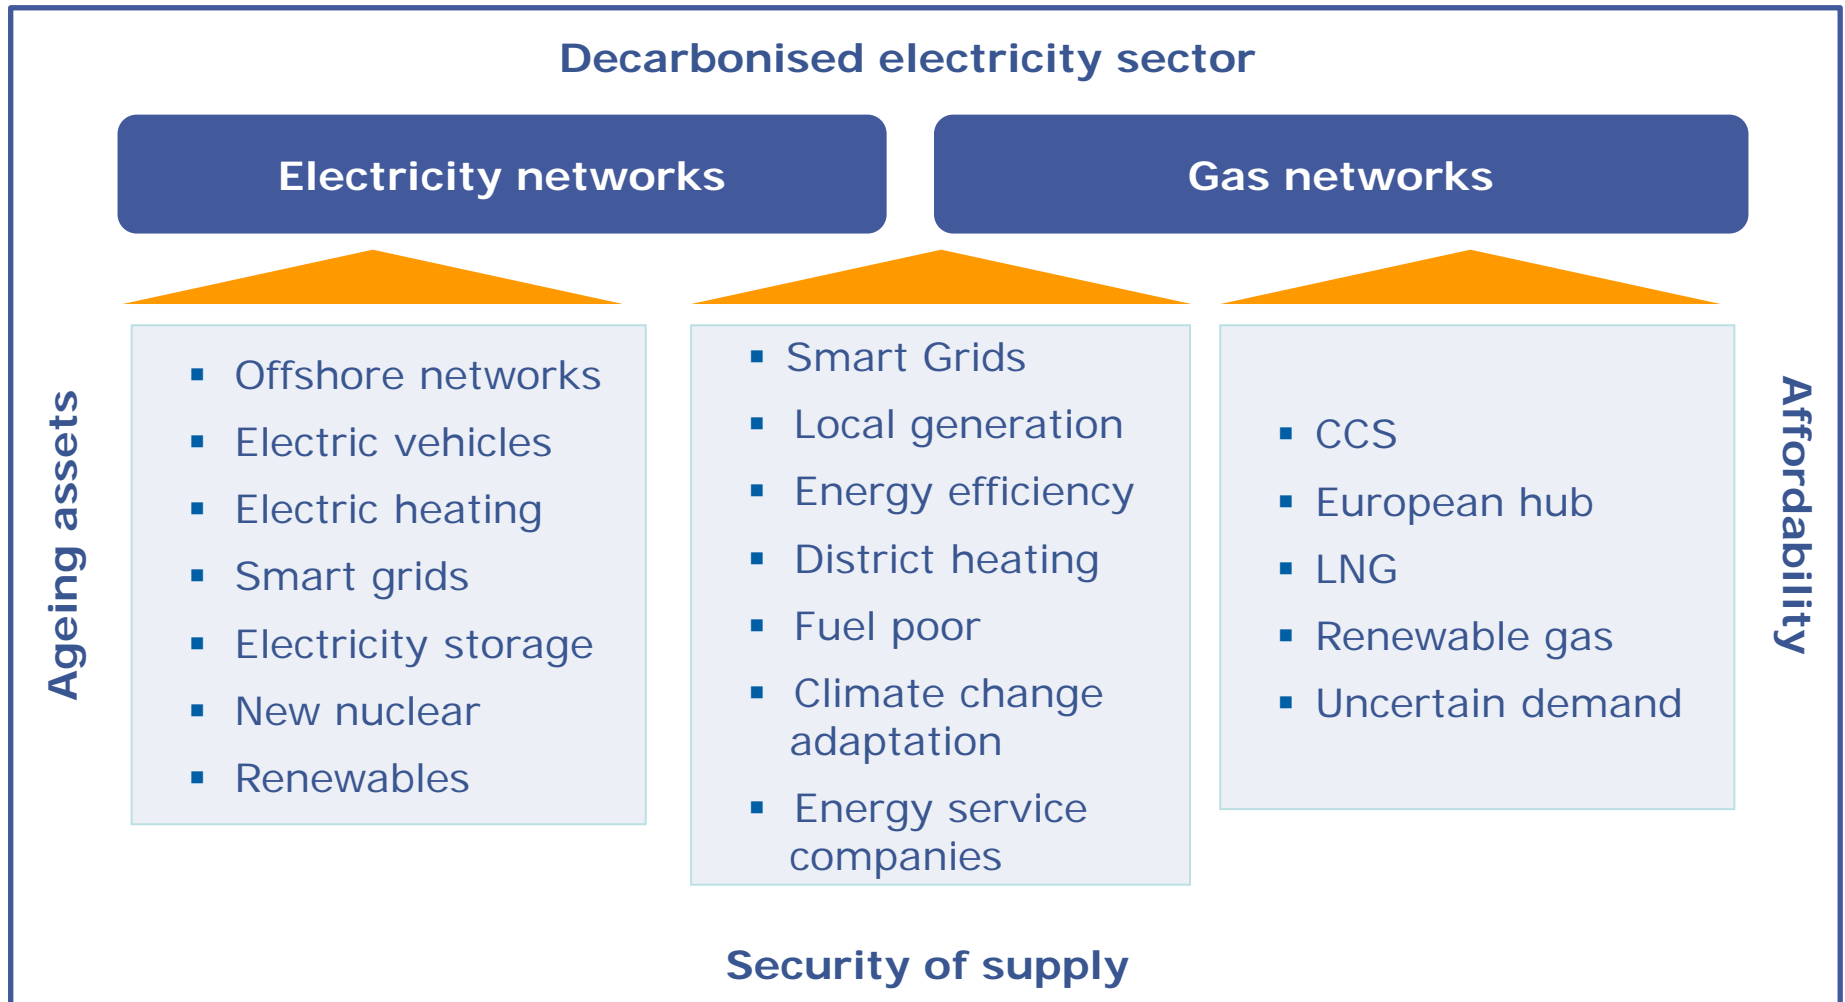 Decarbonised electricity sector
Electricity networks
Gas networks
Ageing assets
▪ Offshore networks
▪ Electric vehicles
▪ Electric heating
▪ Smart grids
▪ Electricity storage
▪ New nuclear
▪ Renewables
▪ Smart Grids
▪ Local generation
▪ Energy efficiency
▪ District heating
▪ Fuel poor
▪ Climate change
adaptation
▪ Energy service
companies
▪ CCS
▪ European hub
▪ LNG
▪ Renewable gas
▪ Uncertain demand
Affordability
Security of supply